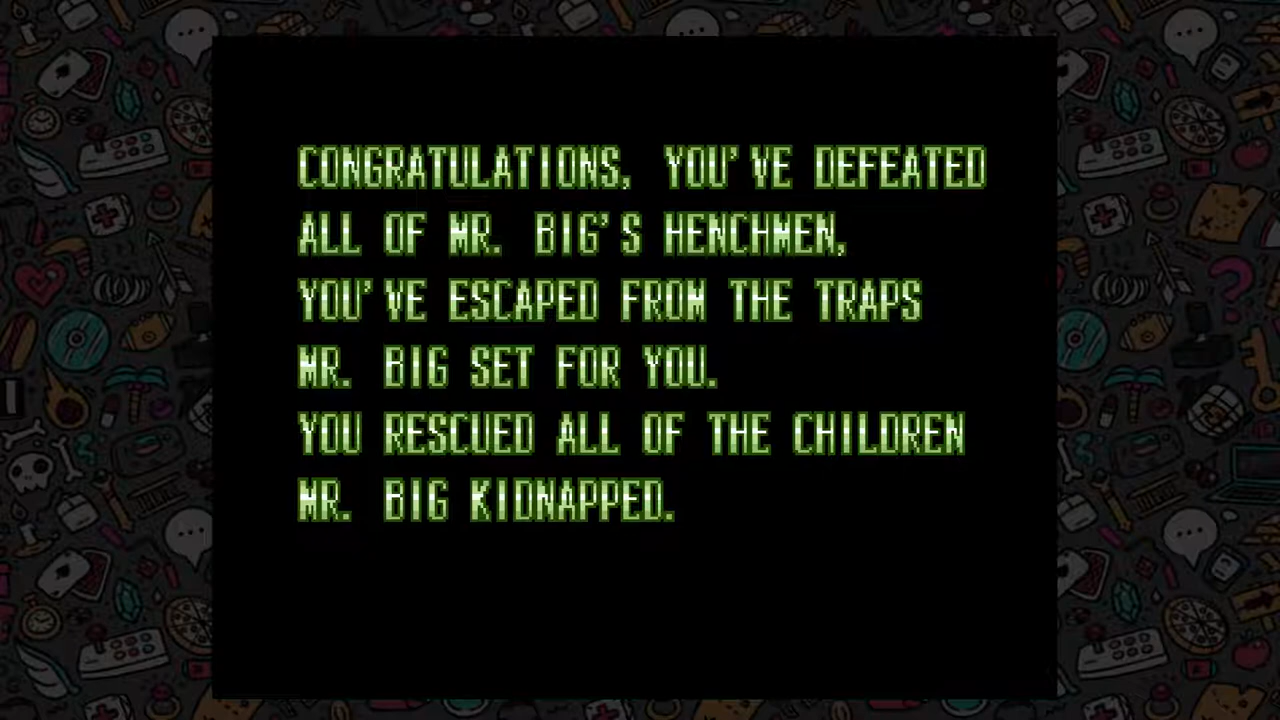 CONGRATULATIONS, YOU'VE DEFEATED
ALL OF MR. BIG'S HENCHMEN,
YOU'VE ESCAPED FROM THE TRAPS
MR. BIG SET FOR YOU.
YOU RESCUED ALL OF THE CHILDREN
MR. BIG KIDNAPPED.